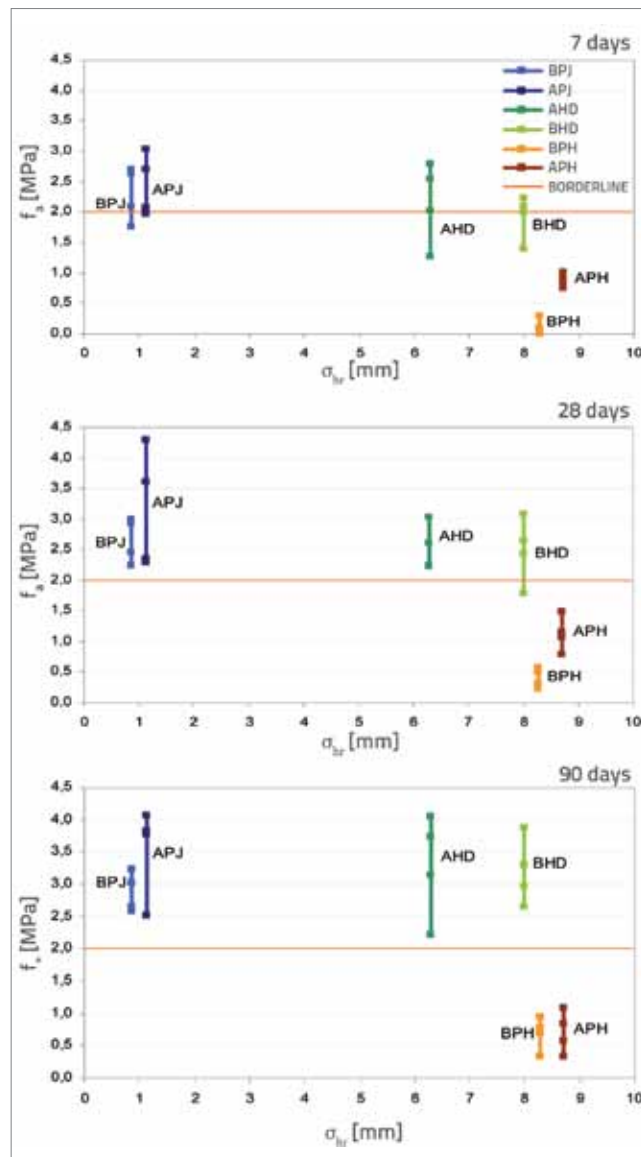 7 days
4,5
4,0
3,5
3,0
2,5
2,0
1,5
1,0
0,5
0,0
fa [MPa]
BPJ
APJ
AHD
BHD
BPH
APH
BORDERLINE
BPJ
APJ
AHD
BHD
APH
BPH
0 1 2 3 4 5 6 7 8 9 10
σhr [mm]
28 days
4,5
4,0
3,5
3,0
2,5
2,0
1,5
1,0
0,5
0,0
fa [MPa]
BPJ
APJ
AHD
BHD
APH
BPH
0 1 2 3 4 5 6 7 8 9 10
σhr [mm]
90 days
4,5
4,0
3,5
3,0
2,5
2,0
1,5
1,0
0,5
0,0
fa [MPa]
BPJ
APJ
AHD
BHD
BPH
APH
0 1 2 3 4 5 6 7 8 9 10
σhr [mm]